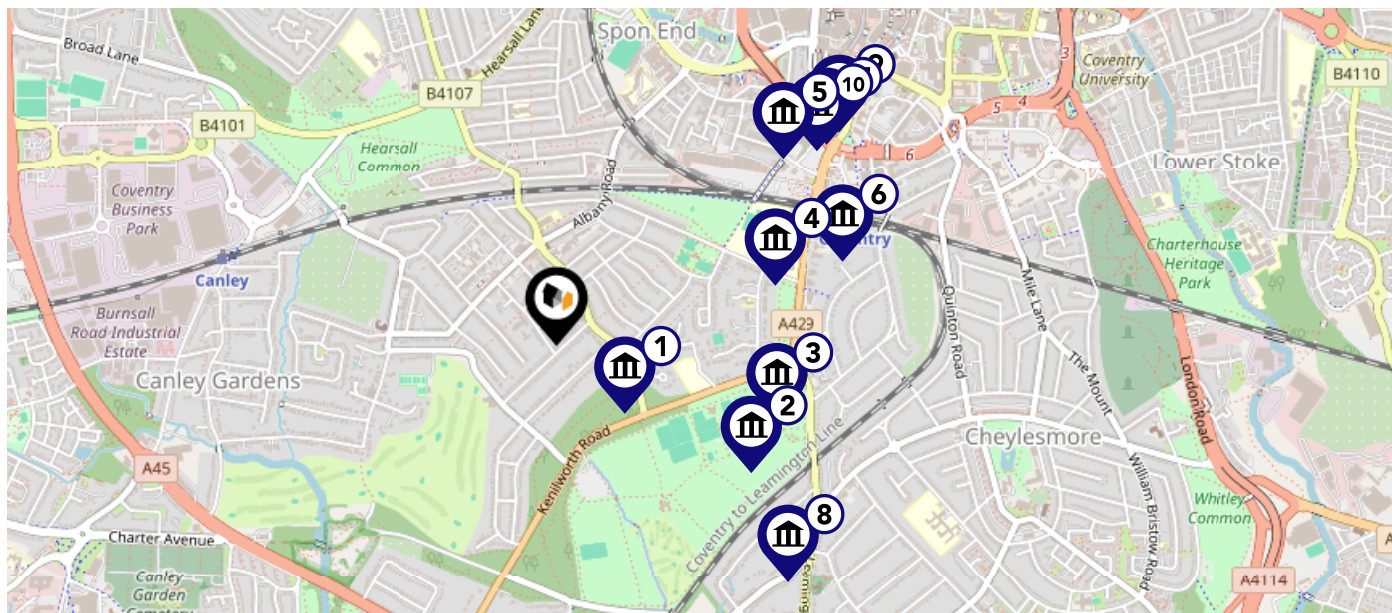 Broad Lane
Hearsall Lane
Spon End
B4107
B4101
Hearsall
Common
Coventry
Business
Park
Canley
Burnsall
Road Industrial
Estate
Canley Gardens
Albany Road
A45
Charter Avenue
Canley
Garden
Kenilworth Road
A429
Coventry to Leamington Line
Quinton Road
Mile Lane
The Mount
Cheylesmore
William Bristow Road
London Road
Whitley
Common
A4114
Charterhouse
Heritage
Park
Lower Stoke
Coventry
University
B4110
3
4
5
6
1
2
3
4
5
6
8
9
10